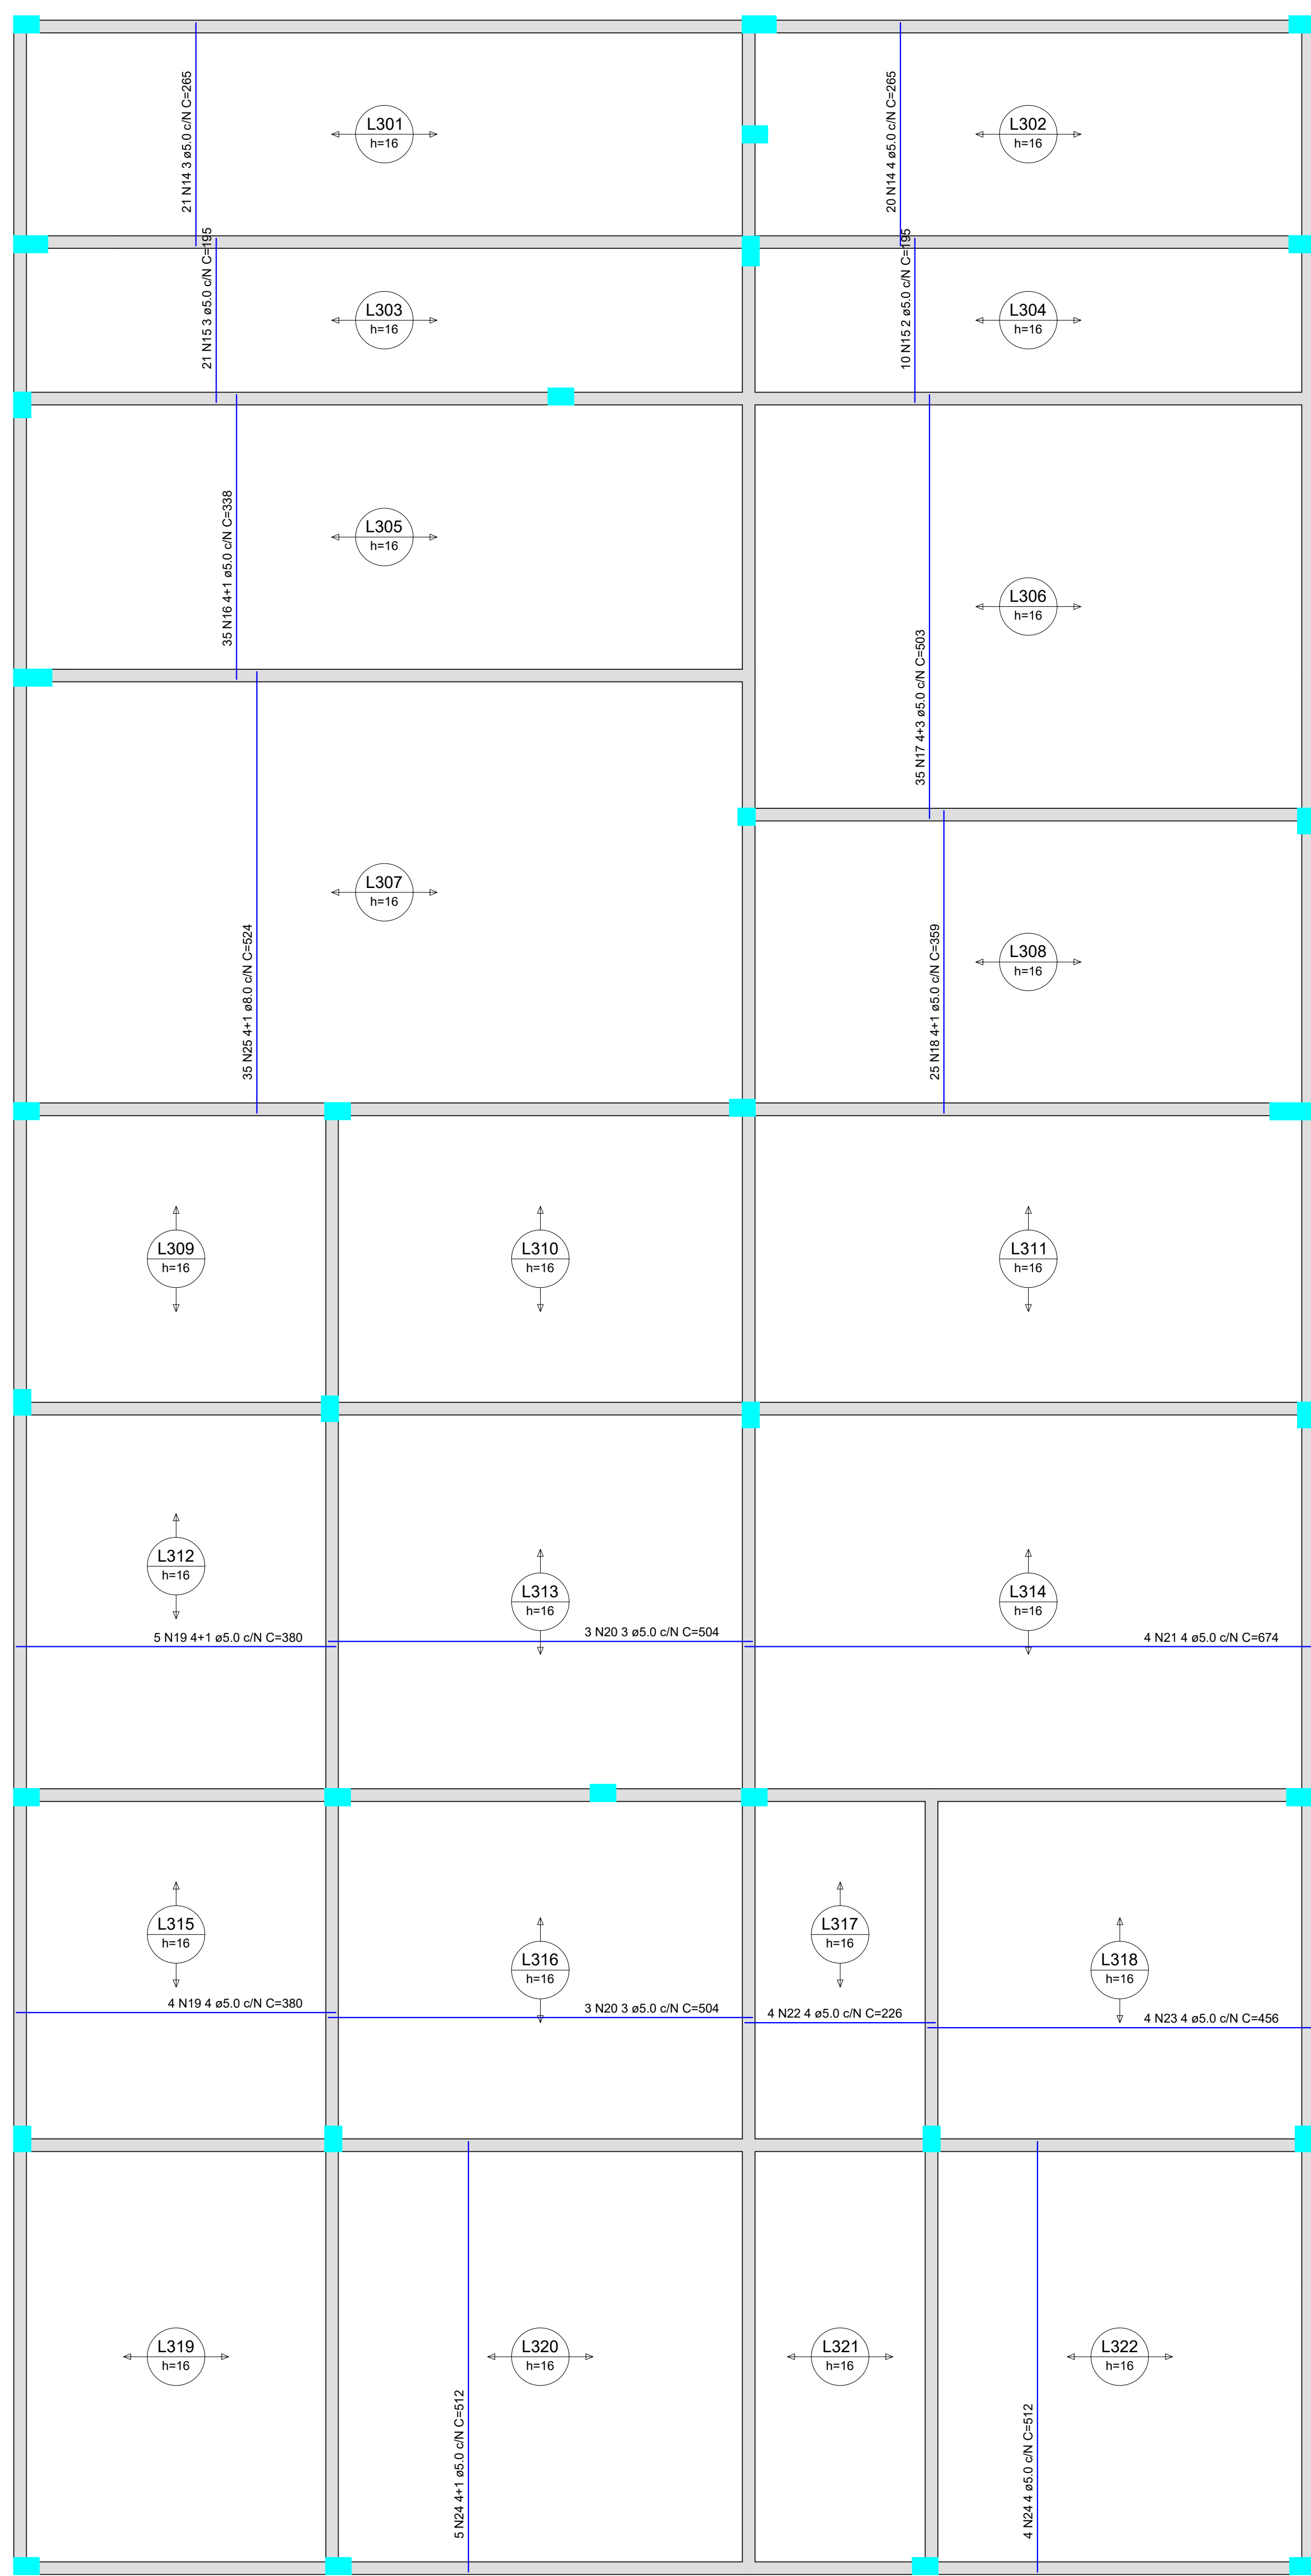 21 N14 3 ø5.0 c/N C=265
L301
h=16
20 N14 4 ø5.0 c/N C=265
L302
h=16
21 N15 3 ø5.0 c/N C=195
L303
h=16
10 N15 2 ø5.0 c/N C=195
L304
h=16
35 N16 4+1 ø5.0 c/N C=338
L305
h=16
35 N17 4+3 ø5.0 c/N C=503
L306
h=16
35 N25 4+1 ø8.0 c/N C=524
L307
h=16
25 N18 4+1 ø5.0 c/N C=359
L308
h=16
L309
h=16
L310
h=16
L311
h=16
L312
h=16
L313
h=16
L314
h=16
5 N19 4+1 ø5.0 c/N C=380
3 N20 3 ø5.0 c/N C=504
4 N21 4 ø5.0 c/N C=674
L315
h=16
L316
h=16
L317
h=16
L318
h=16
4 N19 4 ø5.0 c/N C=380
3 N20 3 ø5.0 c/N C=504
4 N22 4 ø5.0 c/N C=226
4 N23 4 ø5.0 c/N C=456
L319
h=16
5 N24 4+1 ø5.0 c/N C=512
L320
h=16
L321
h=16
4 N24 4 ø5.0 c/N C=512
L322
h=16